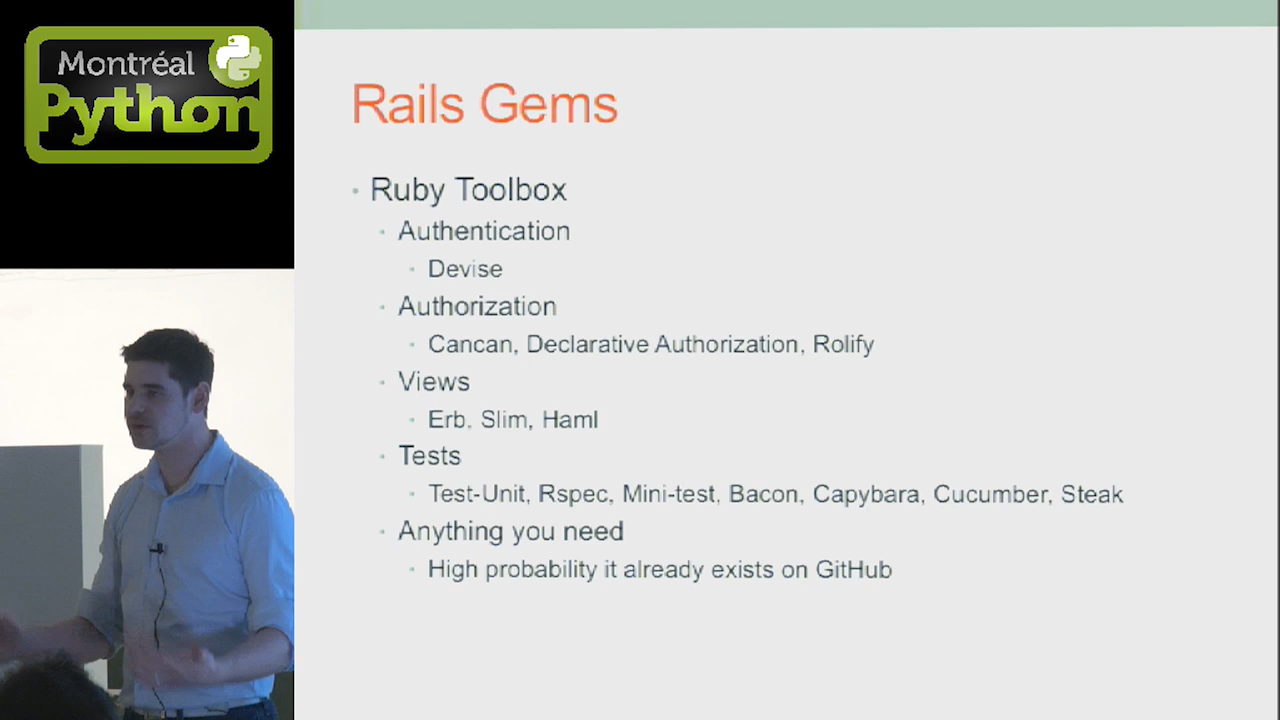 Montréal
Python
Rails Gems
Ruby Toolbox
Authentication
Devise
Authorization
Cancan, Declarative Authorization, Rolify
Views
Erb, Slim, Haml
Tests
Test-Unit, Rspec, Mini-test, Bacon, Capybara, Cucumber, Steak
Anything you need
High probability it already exists on GitHub